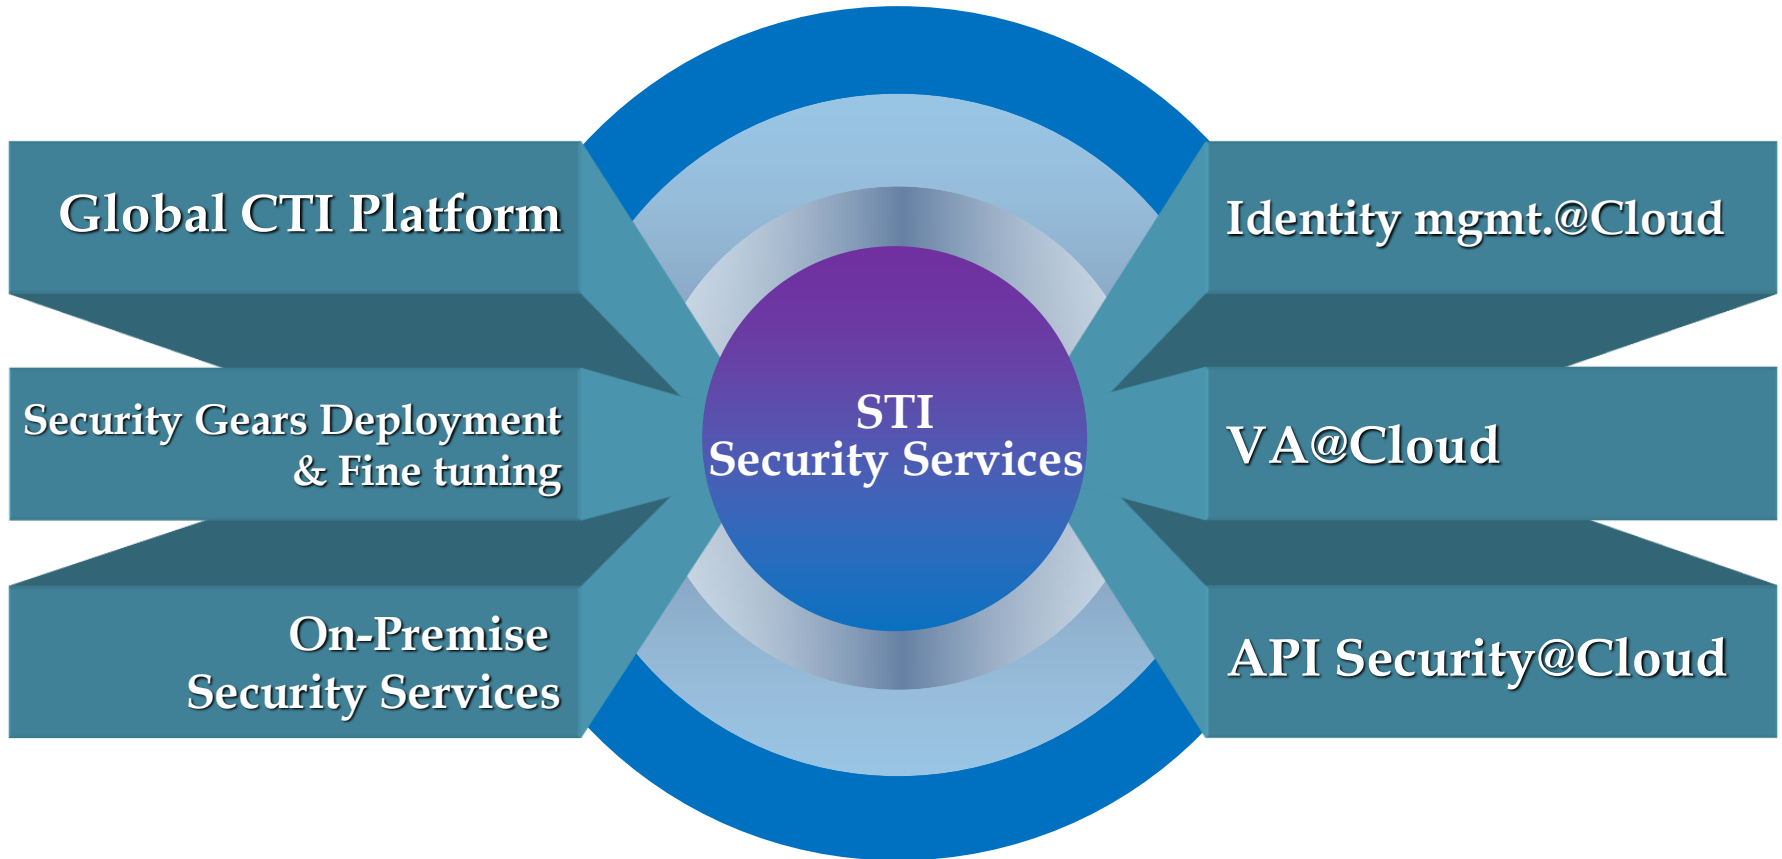 Global CTI Platform
Security Gears Deployment
& Fine tuning
On-Premise
Security Services
STI
Security Services
Identity mgmt.@Cloud
VA@Cloud
API Security@Cloud